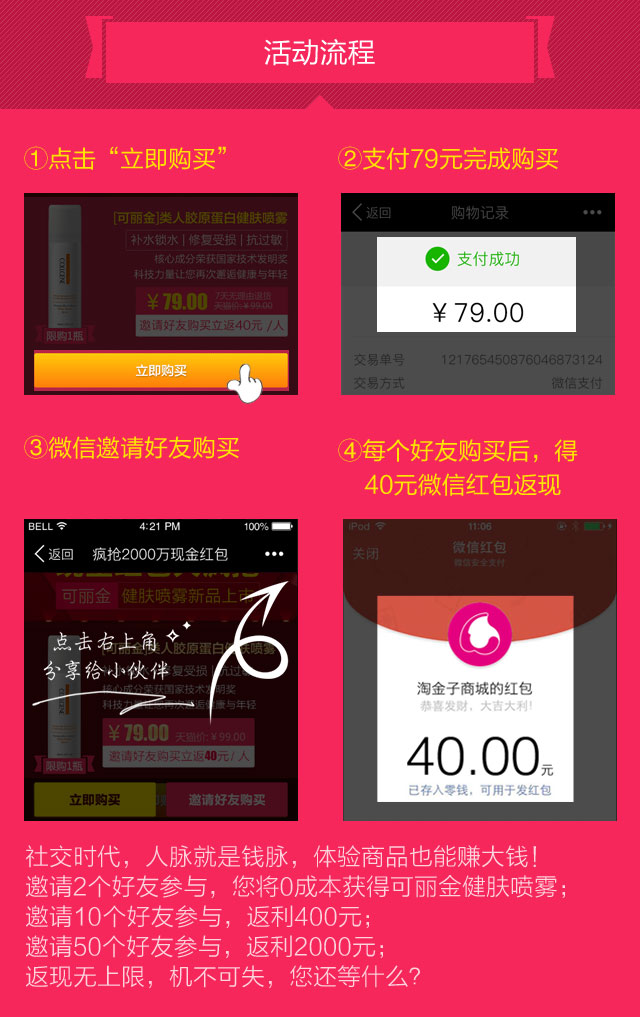 活动流程
①点击“立即购买”
②支付79元完成购买
[可丽金]类人胶原蛋白健肤喷雾
补水锁水 | 修复受损 | 抗过敏
核心成分荣获国家技术发明奖
科技力量让您再次邂逅健康与年轻
¥79.00
7天无理由退货
天猫价:¥99.00
邀请好友购买立返40元 /人
限购1瓶
立即购买
返回 购物记录
支付成功
¥79.00
交易单号 121765450876046873124
交易方式 微信支付
③微信邀请好友购买
④每个好友购买后，得
40元微信红包返现
BELL 4:21 PM 100%
返回 疯抢2000万现金红包
可丽金 健肤喷雾新品上市
点击右上角
分享给小伙伴
类人胶原蛋白健肤喷雾
修复受损 | 抗过敏
核心成分荣获国家技术发明奖
¥79.00 天猫价:¥99.00
邀请好友购买立返40元/人
限购1瓶
立即购买 邀请好友购买
iPod 11:06
关闭 微信红包
微信安全支付
淘金子商城的红包
恭喜发财，大吉大利！
40.00元
已存入零钱，可用于发红包
社交时代，人脉就是钱脉，体验商品也能赚大钱！
邀请2个好友参与，您将0成本获得可丽金健肤喷雾；
邀请10个好友参与，返利400元；
邀请50个好友参与，返利2000元；
返现无上限，机不可失，您还等什么？